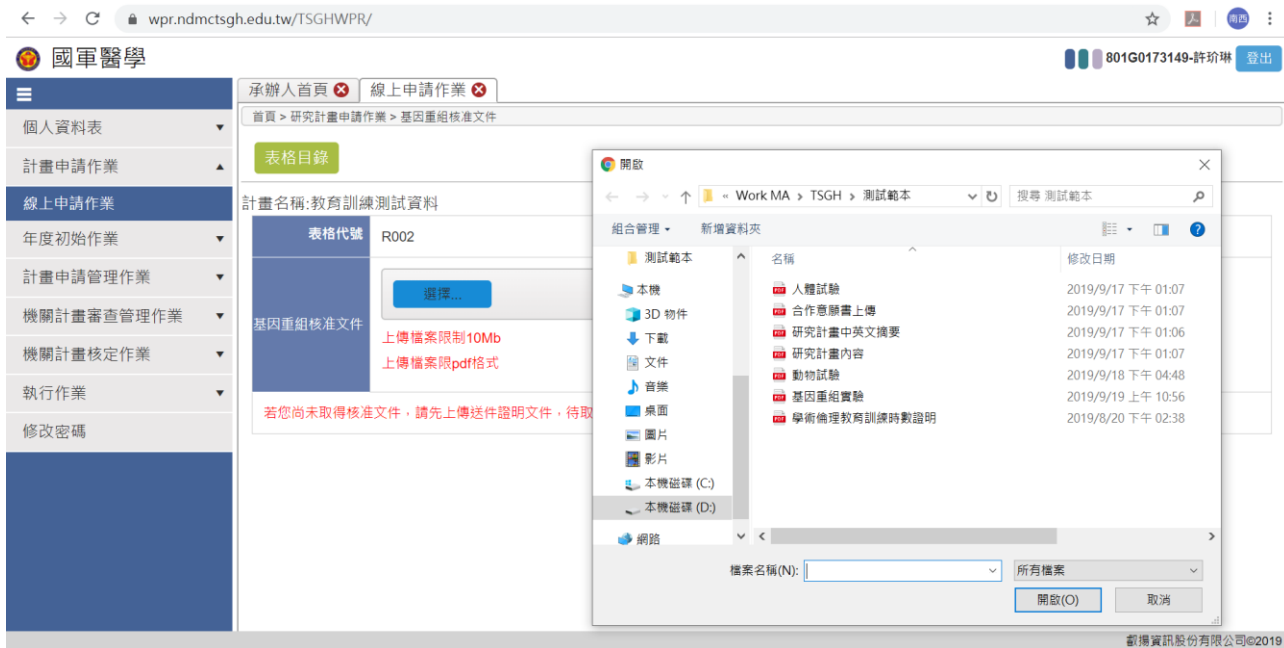 wpr.ndmctsgh.edu.tw/TSGHWPR/
南西
國軍醫學
801G0173149-許玠琳
登出
承辦人首頁
線上申請作業
首頁 > 研究計畫申請作業 > 基因重組核准文件
個人資料表
計畫申請作業
線上申請作業
年度初始作業
計畫申請管理作業
機關計畫審查管理作業
機關計畫核定作業
執行作業
修改密碼
表格目錄
計畫名稱:教育訓練測試資料
表格代號
R002
基因重組核准文件
選擇...
上傳檔案限制10Mb
上傳檔案限pdf格式
若您尚未取得核准文件，請先上傳送件證明文件，待取
開啟
« Work MA > TSGH > 測試範本
搜尋 測試範本
組合管理
新增資料夾
測試範本
本機
3D 物件
下載
文件
音樂
桌面
圖片
影片
本機磁碟 (C:)
本機磁碟 (D:)
網路
名稱
修改日期
人體試驗
2019/9/17 下午 01:07
合作意願書上傳
2019/9/17 下午 01:07
研究計畫中英文摘要
2019/9/17 下午 01:06
研究計畫內容
2019/9/17 下午 01:07
動物試驗
2019/9/18 下午 04:48
基因重組實驗
2019/9/19 上午 10:56
學術倫理教育訓練時數證明
2019/8/20 下午 02:38
檔案名稱(N):
所有檔案
開啟(O)
取消
叡揚資訊股份有限公司©2019